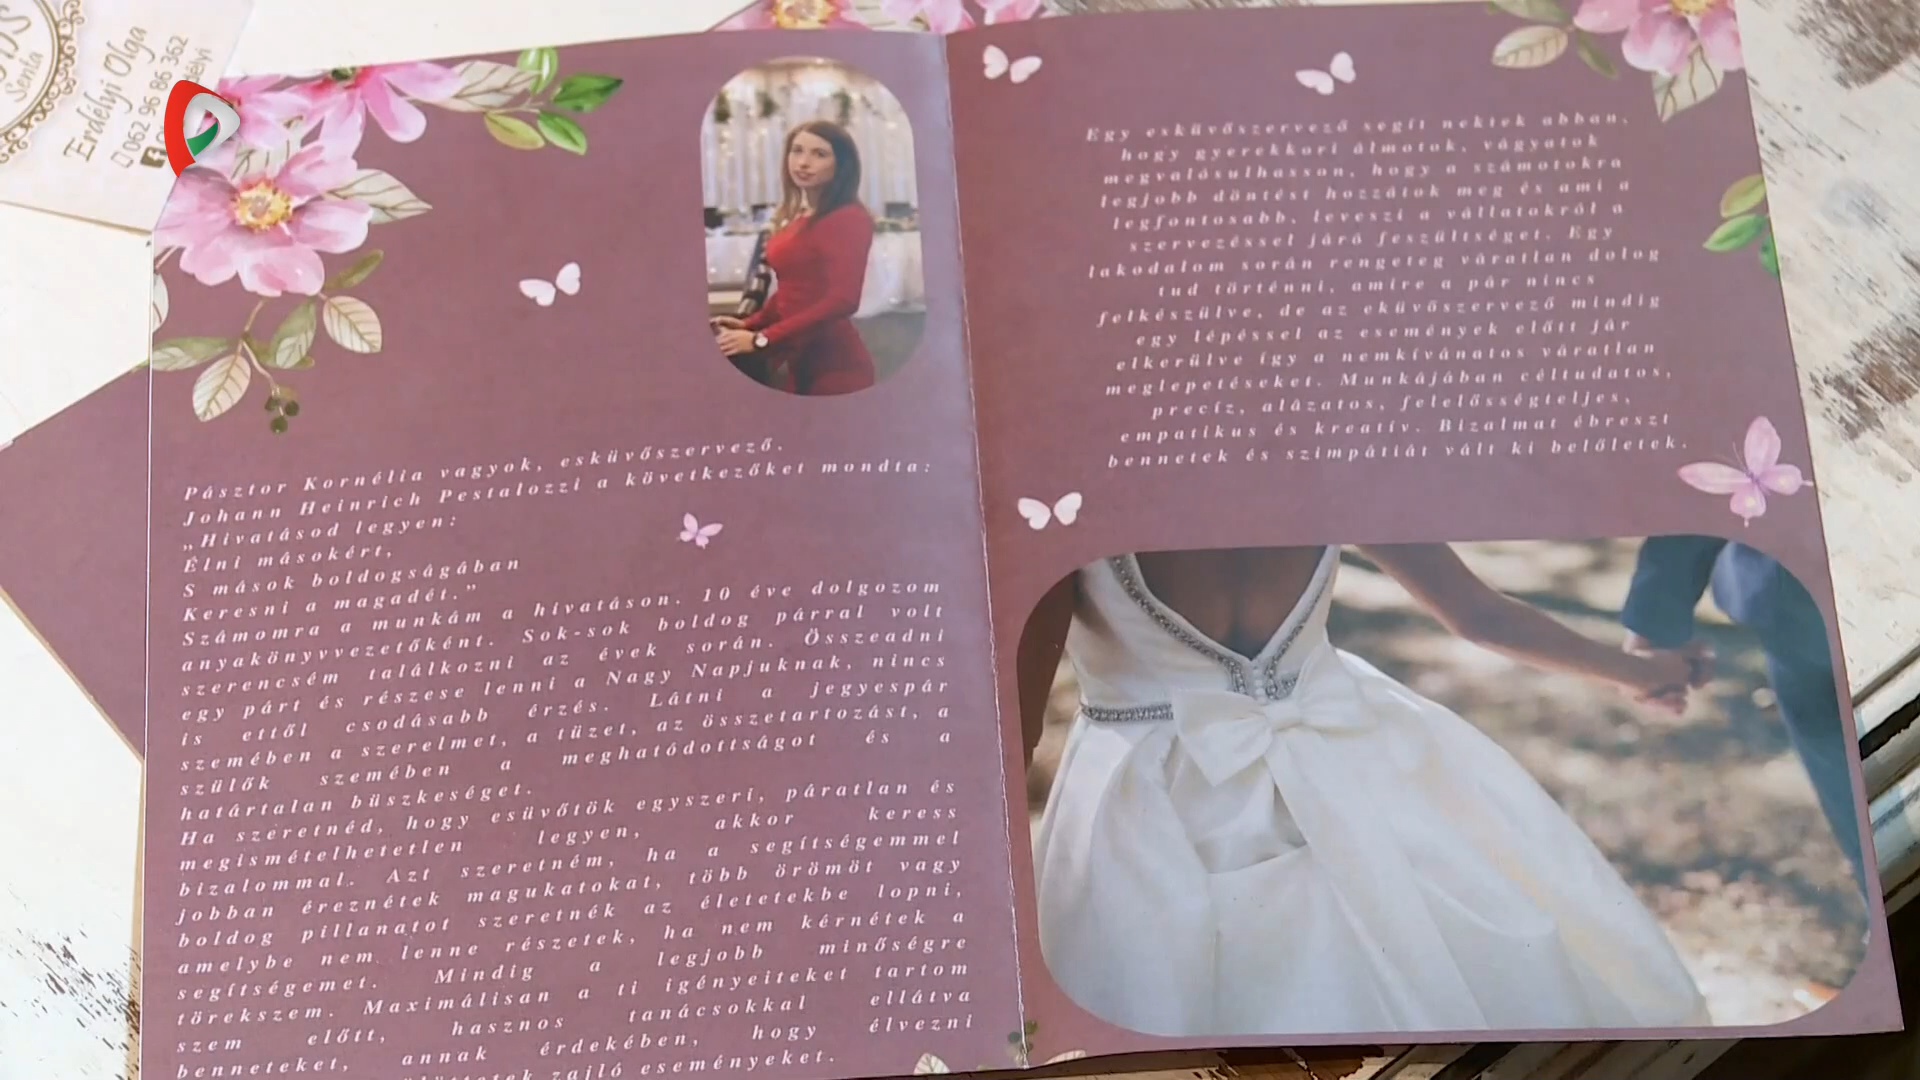 Senta
Erdélyi Olga
062 96 86 362
Pásztor Kornélia vagyok, esküvőszervező.
Johann Heinrich Pestalozzi a következőket mondta:
„Hivatásod legyen:
Élni másokért,
S mások boldogságában
Keresni a magadét.”
Számomra a munkám a hivatáson. 10 éve dolgozom
anyakönyvvezetőként. Sok-sok boldog párral volt
szerencsém találkozni az évek során. Összeadni
egy párt és részese lenni a Nagy Napjuknak, nincs
is ettől csodásabb érzés. Látni a jegyespár
szemében a szerelmet, a tüzet, az összetartozást, a
szülők szemében a meghatódottságot és a
határtalan büszkeséget.
Ha szeretnéd, hogy esüvőtök egyszeri, páratlan és
megismételhetetlen legyen, akkor keress
bizalommal. Azt szeretném, ha a segítségemmel
jobban éreznétek magukatokat, több örömöt vagy
boldog pillanatot szeretnék az életetekbe lopni,
amelybe nem lenne részetek, ha nem kérnétek a
segítségemet. Mindig a legjobb minőségre
törekszem. Maximálisan a ti igényeiteket tartom
szem előtt, hasznos tanácsokkal ellátva
benneteket, annak érdekében, hogy élvezni
zajló eseményeket.
Egy esküvőszervező segít nektek abban,
hogy gyerekkori álmatok, vágyatok
megvalósulhasson, hogy a számotokra
legjobb döntést hozzátok meg és ami a
legfontosabb, leveszi a vállatokról a
szervezéssel járó feszültséget. Egy
lakodalom során rengeteg váratlan dolog
tud történni, amire a pár nincs
felkészülve, de az eküvőszervező mindig
egy lépéssel az események előtt jár
elkerülve így a nemkívánatos váratlan
meglepetéseket. Munkájában céltudatos,
precíz, alázatos, felelősségteljes,
empatikus és kreatív. Bizalmat ébreszt
bennetek és szimpátiát vált ki belőletek.